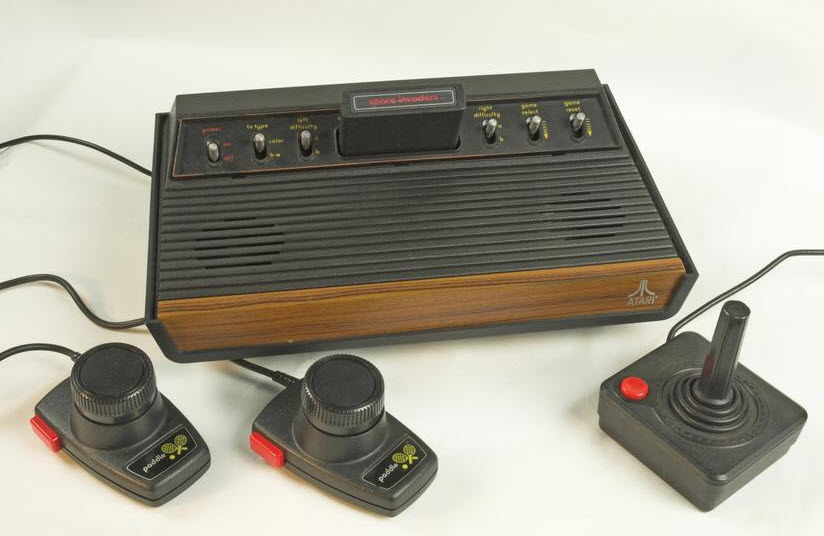 space invaders
power
on
off
tv type
color
b-w
left
difficulty
b
right
difficulty
b
game
select
game
reset
ATARI
paddle
paddle